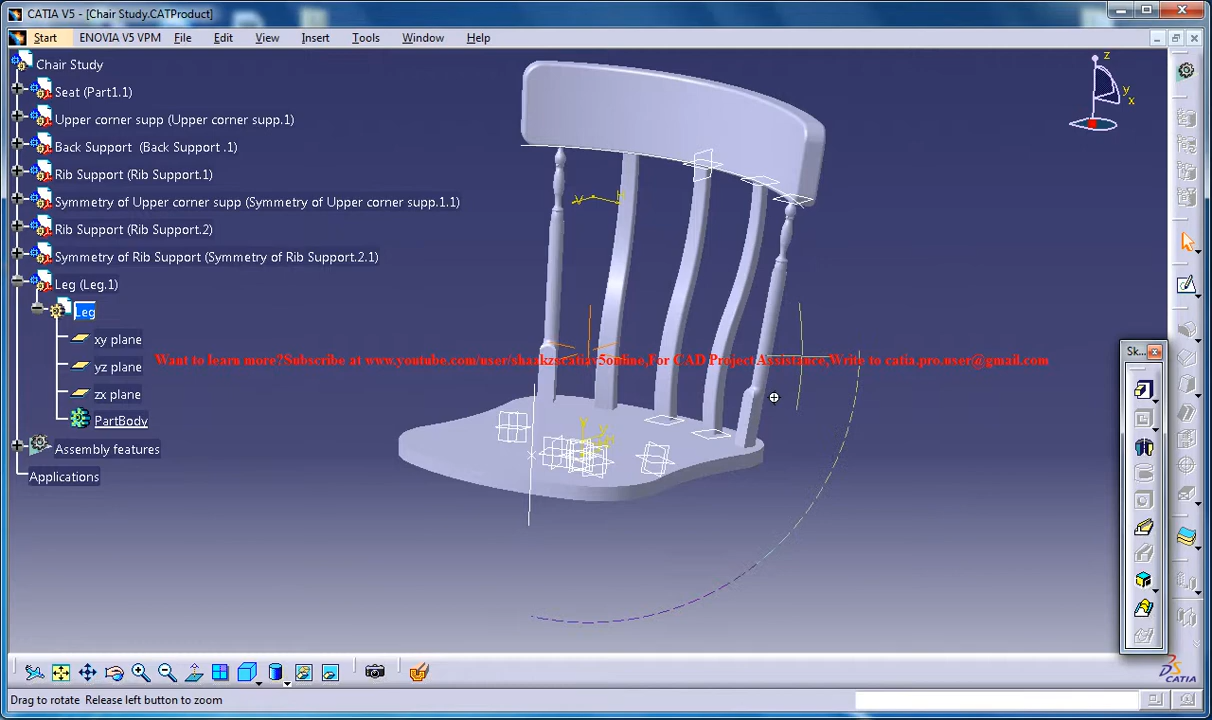 CATIA V5 - [Chair Study.CATProduct]
Start ENOVIA V5 VPM File Edit View Insert Tools Window Help
Chair Study
Seat (Part1.1)
Upper corner supp (Upper corner supp.1)
Back Support  (Back Support .1)
Rib Support (Rib Support.1)
Symmetry of Upper corner supp (Symmetry of Upper corner supp.1.1)
Rib Support (Rib Support.2)
Symmetry of Rib Support (Symmetry of Rib Support.2.1)
Leg (Leg.1)
Leg
xy plane
yz plane
zx plane
PartBody
Assembly features
Applications
z
y
x
Want to learn more?Subscribe at www.youtube.com/user/shaakzscatiav5online,For CAD Project Assistance,Write to catia.pro.user@gmail.com
Sk...
CATIA
Drag to rotate  Release left button to zoom